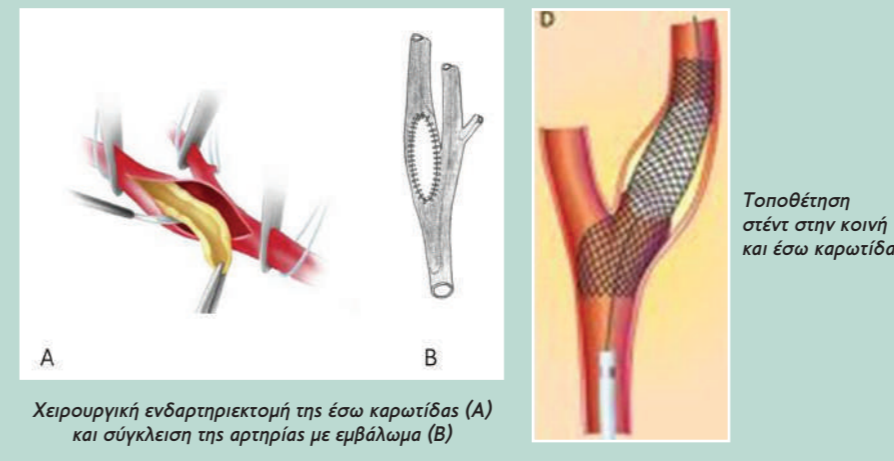 A
B
Χειρουργική ενδαρτηριεκτομή της έσω καρωτίδας (Α)
και σύγκλειση της αρτηρίας με εμβάλωμα (Β)
D
Τοποθέτηση
στέντ στην κοινή
και έσω καρωτίδα